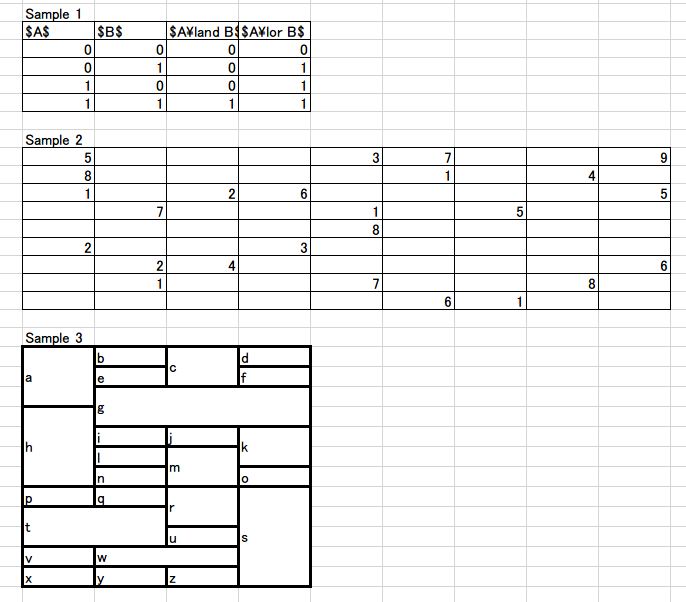 Sample 1
$A$ $B$ $A¥land B$ $A¥lor B$
0 0 0 0
0 1 0 1
1 0 0 1
1 1 1 1
Sample 2
5 3 7 9
8 1 4
1 2 6 5
7 1 5
8
2 3
2 4 6
1 7 8
6 1
Sample 3
b d
a e c f
g
h i j k
l
n m o
p q r
t
u s
v w
x y z